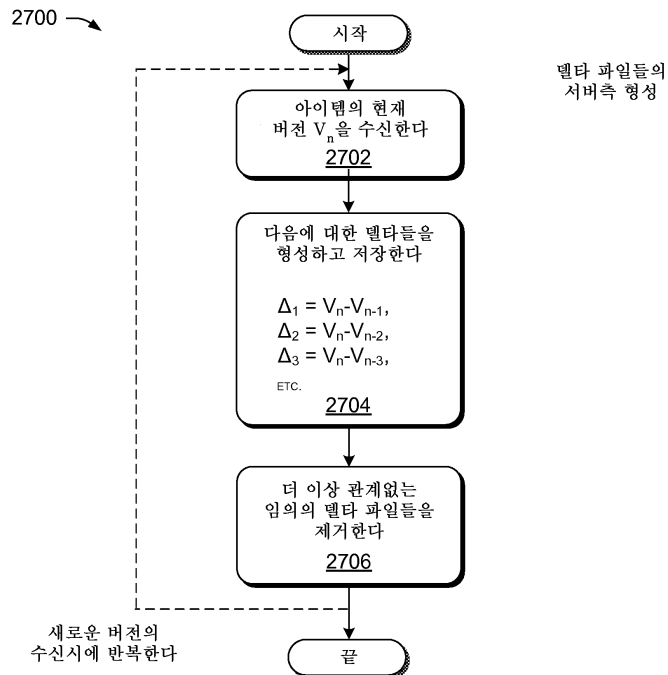 2700
시작
델타 파일들의
서버측 형성
아이템의 현재
버전 Vn을 수신한다
2702
다음에 대한 델타들을
형성하고 저장한다
Δ1 = Vn-Vn-1,
Δ2 = Vn-Vn-2,
Δ3 = Vn-Vn-3,
ETC.
2704
더 이상 관계없는
임의의 델타 파일들을
제거한다
2706
새로운 버전의
수신시에 반복한다
끝